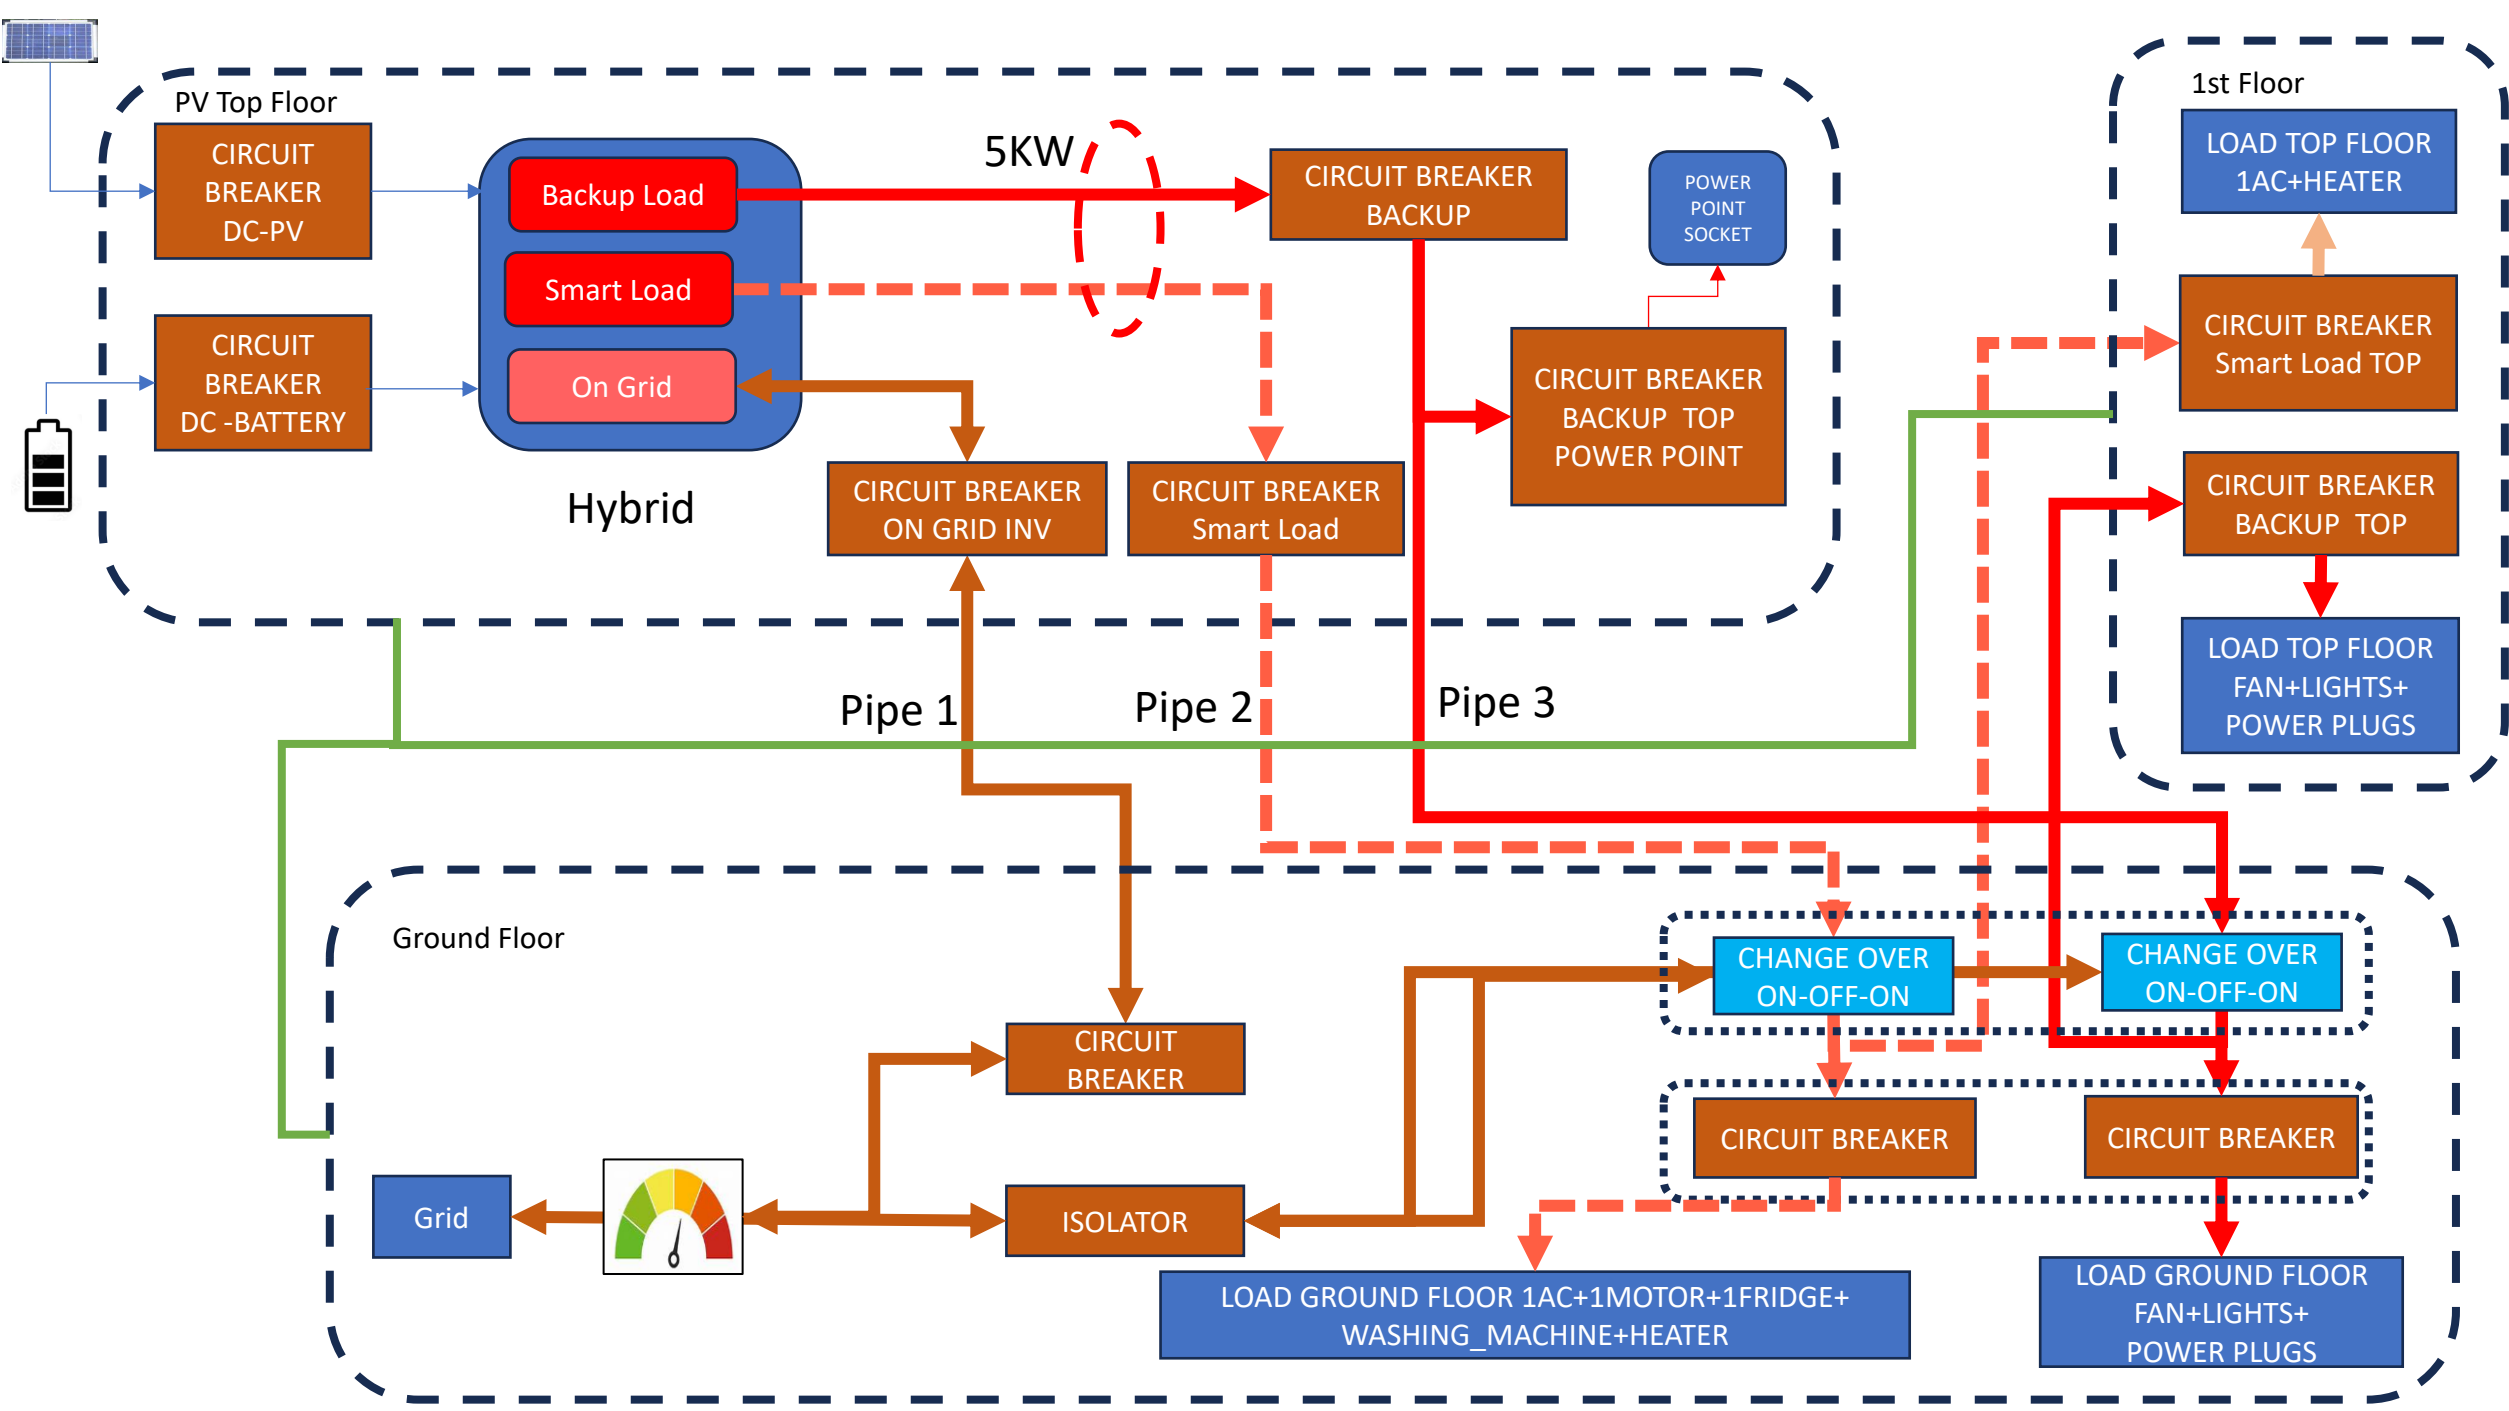 PV Top Floor
CIRCUIT
BREAKER
DC-PV
CIRCUIT
BREAKER
DC -BATTERY
Backup Load
Smart Load
On Grid
Hybrid
5KW
CIRCUIT BREAKER
BACKUP
POWER
POINT
SOCKET
CIRCUIT BREAKER
BACKUP  TOP
POWER POINT
CIRCUIT BREAKER
ON GRID INV
CIRCUIT BREAKER
Smart Load
1st Floor
LOAD TOP FLOOR
1AC+HEATER
CIRCUIT BREAKER
Smart Load TOP
CIRCUIT BREAKER
BACKUP  TOP
LOAD TOP FLOOR
FAN+LIGHTS+
POWER PLUGS
Pipe 1
Pipe 2
Pipe 3
Ground Floor
CHANGE OVER
ON-OFF-ON
CHANGE OVER
ON-OFF-ON
CIRCUIT
BREAKER
CIRCUIT BREAKER
CIRCUIT BREAKER
Grid
ISOLATOR
LOAD GROUND FLOOR 1AC+1MOTOR+1FRIDGE+
WASHING_MACHINE+HEATER
LOAD GROUND FLOOR
FAN+LIGHTS+
POWER PLUGS